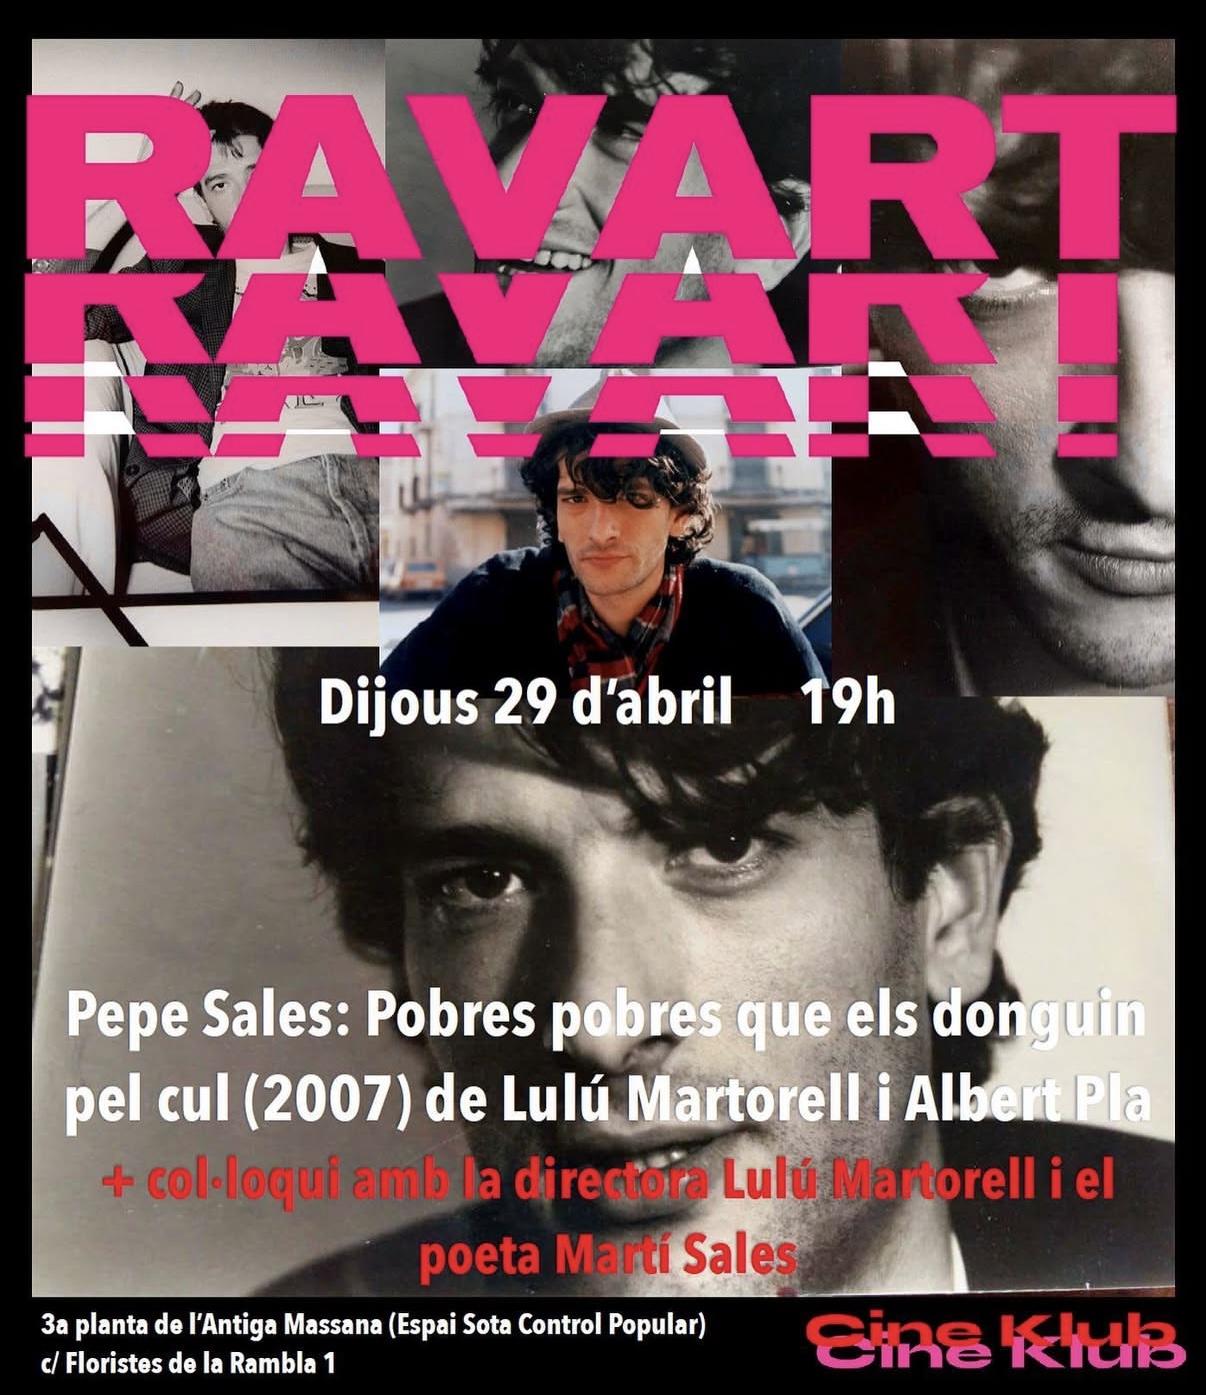 RAVART
RAVART
RAVART
Dijous 29 d’abril 19h
Pepe Sales: Pobres pobres que els donguin
pel cul (2007) de Lulú Martorell i Albert Pla
+ col·loqui amb la directora Lulú Martorell i el
poeta Martí Sales
3a planta de l’Antiga Massana (Espai Sota Control Popular)
c/ Floristes de la Rambla 1
Cine Klub
Cine Klub